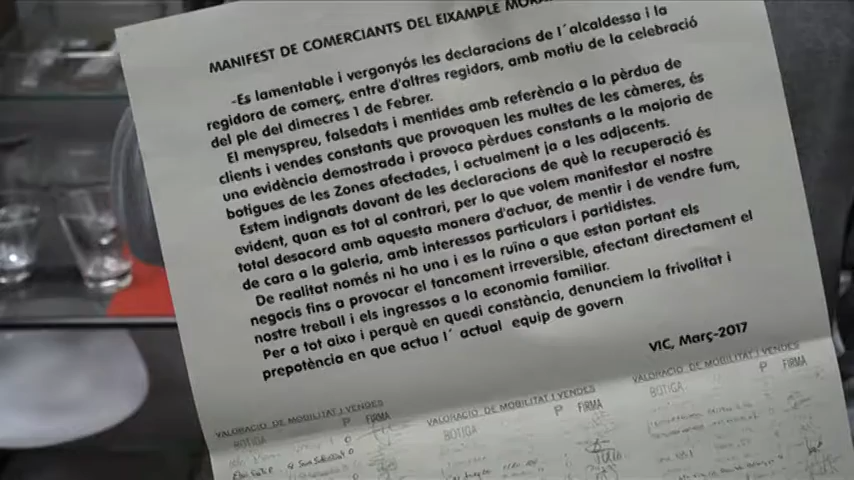 MANIFEST DE COMERCIANTS DEL EIXAMPLE
-Es lamentable i vergonyós les declaracions de l´alcaldessa i la
regidora de comerç, entre d'altres regidors, amb motiu de la celebració
del ple del dimecres 1 de Febrer.
El menyspreu, falsedats i mentides amb referència a la pèrdua de
clients i vendes constants que provoquen les multes de les càmeres, és
una evidència demostrada i provoca pèrdues constants a la majoria de
botigues de les Zones afectades, i actualment ja a les adjacents.
Estem indignats davant de les declaracions de què la recuperació és
evident, quan es tot al contrari, per lo que volem manifestar el nostre
total desacord amb aquesta manera d'actuar, de mentir i de vendre fum,
de cara a la galeria, amb interessos particulars i partidistes.
De realitat només ni ha una i es la ruïna a que estan portant els
negocis fins a provocar el tancament irreversible, afectant directament el
nostre treball i els ingressos a la economia familiar.
Per a tot aixo i perquè en quedi constància, denunciem la frivolitat i
prepotència en que actua l´ actual equip de govern
VIC, Març-2017
VALORACIO DE MOBILITAT I VENDES
BOTIGA P FIRMA
VALORACIO DE MOBILITAT I VENDES
BOTIGA P FIRMA
VALORACIO DE MOBILITAT I VENDES
BOTIGA P FIRMA